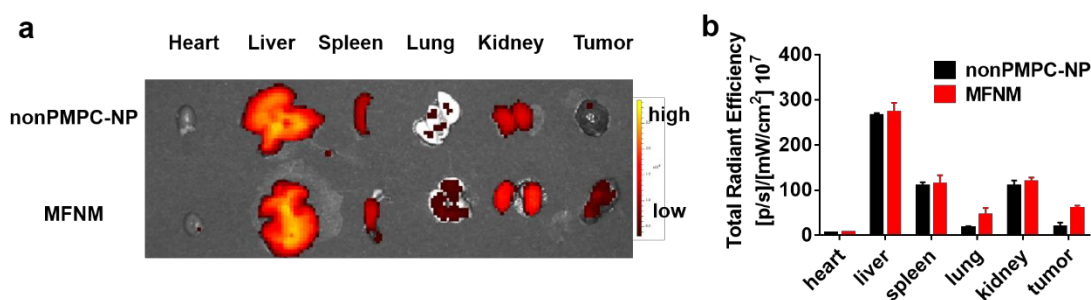 a
Heart Liver Spleen Lung Kidney Tumor
nonPMPC-NP
MFNM
high
low
b
Total Radiant Efficiency
[p/s]/[mW/cm²] 10⁷
400
300
200
100
0
nonPMPC-NP
MFNM
heart
liver
spleen
lung
kidney
tumor